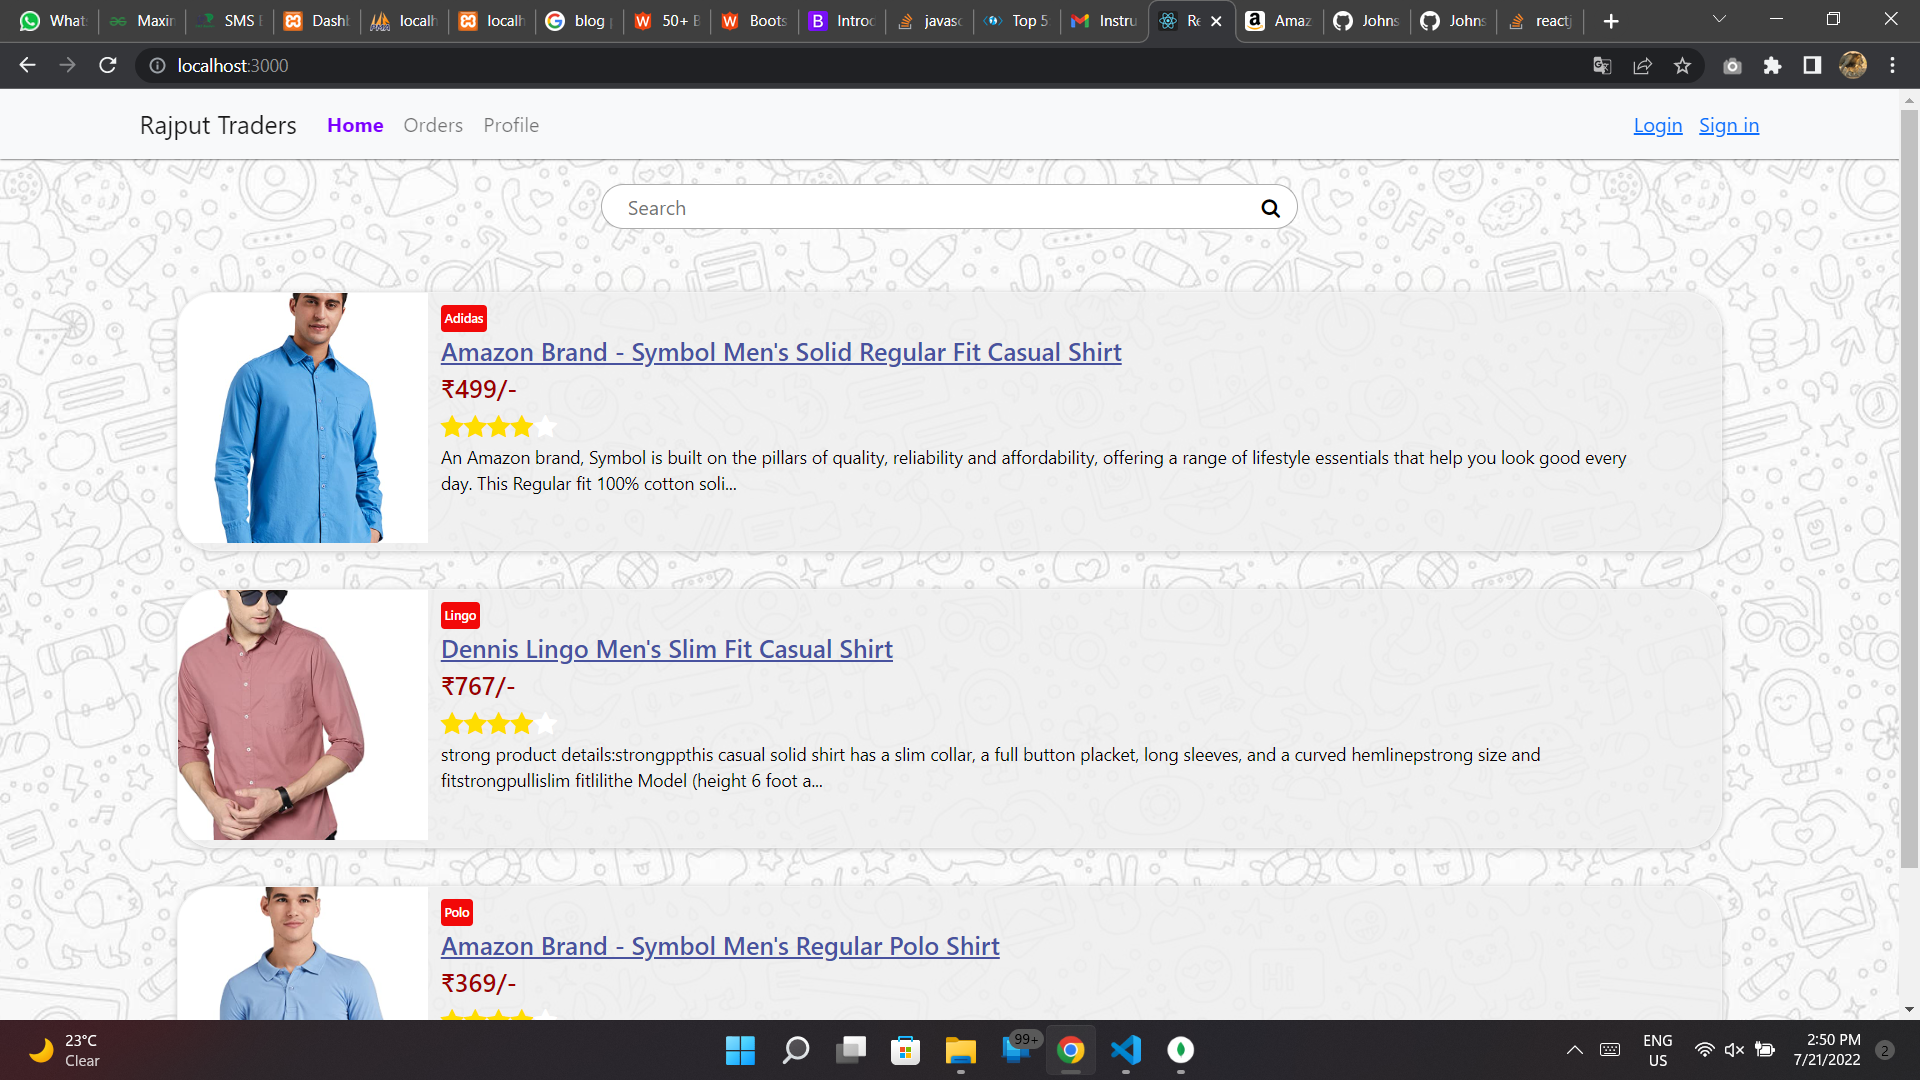 Whats
Maxin
SMS B
Dashb
localh
localh
blog p
50+ B
Boots
Introd
javasc
Top 5
Instru
Re
Amaz
Johns
Johns
reactj
localhost:3000
Rajput Traders Home Orders Profile Login Sign in
Search
Adidas
Amazon Brand - Symbol Men's Solid Regular Fit Casual Shirt
₹499/-
An Amazon brand, Symbol is built on the pillars of quality, reliability and affordability, offering a range of lifestyle essentials that help you look good every
day. This Regular fit 100% cotton soli...
Lingo
Dennis Lingo Men's Slim Fit Casual Shirt
₹767/-
strong product details:strongppthis casual solid shirt has a slim collar, a full button placket, long sleeves, and a curved hemlinepstrong size and
fitstrongpullislim fitlilithe Model (height 6 foot a...
Polo
Amazon Brand - Symbol Men's Regular Polo Shirt
₹369/-
23°C
Clear
99+
ENG
US
2:50 PM
7/21/2022
2